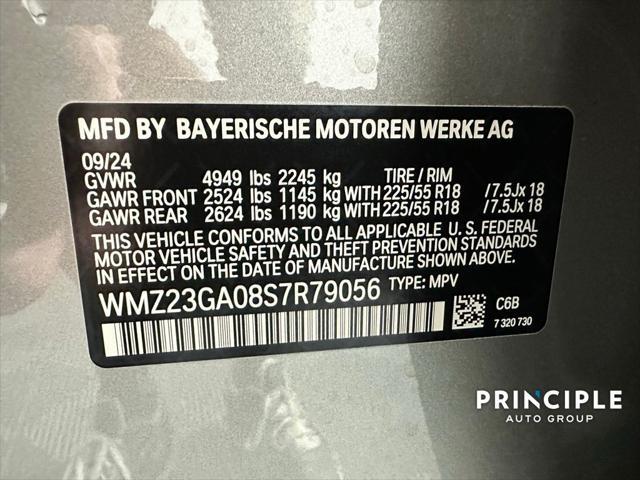 MFD BY BAYERISCHE MOTOREN WERKE AG
09/24
GVWR 4949 lbs 2245 kg TIRE / RIM
GAWR FRONT 2524 lbs 1145 kg WITH 225/55 R18 /7.5Jx 18
GAWR REAR 2624 lbs 1190 kg WITH 225/55 R18 /7.5Jx 18
THIS VEHICLE CONFORMS TO ALL APPLICABLE U. S. FEDERAL
MOTOR VEHICLE SAFETY AND THEFT PREVENTION STANDARDS
IN EFFECT ON THE DATE OF MANUFACTURE SHOWN ABOVE.
WMZ23GA08S7R79056 TYPE: MPV
C6B
7 320 730
PRINCIPLE
AUTO GROUP